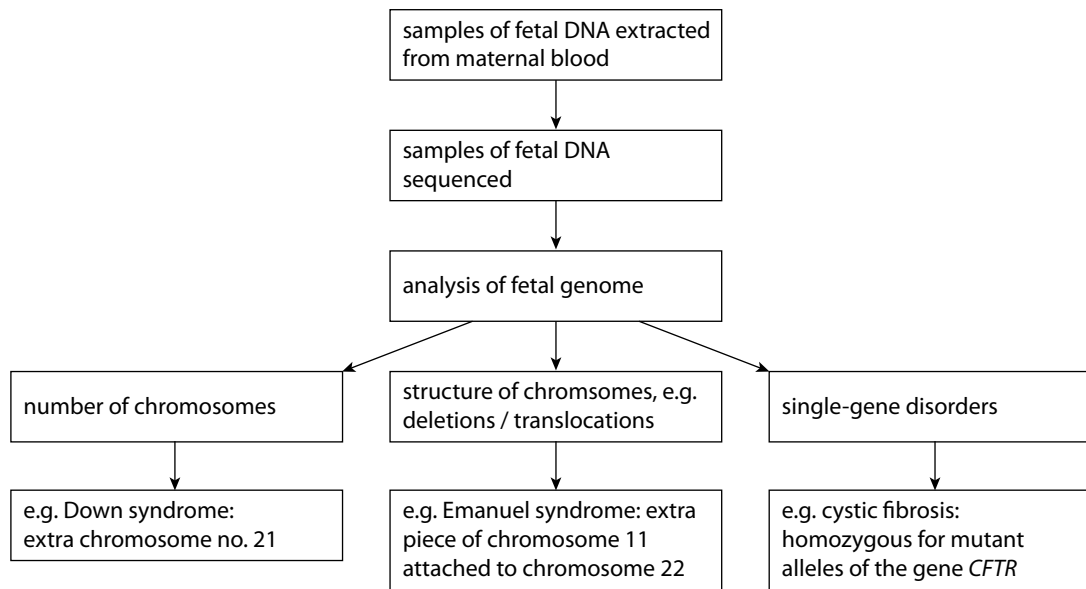 samples of fetal DNA extracted
from maternal blood
samples of fetal DNA
sequenced
analysis of fetal genome
number of chromosomes
structure of chromsomes, e.g.
deletions / translocations
single-gene disorders
e.g. Down syndrome:
extra chromosome no. 21
e.g. Emanuel syndrome: extra
piece of chromosome 11
attached to chromosome 22
e.g. cystic fibrosis:
homozygous for mutant
alleles of the gene CFTR